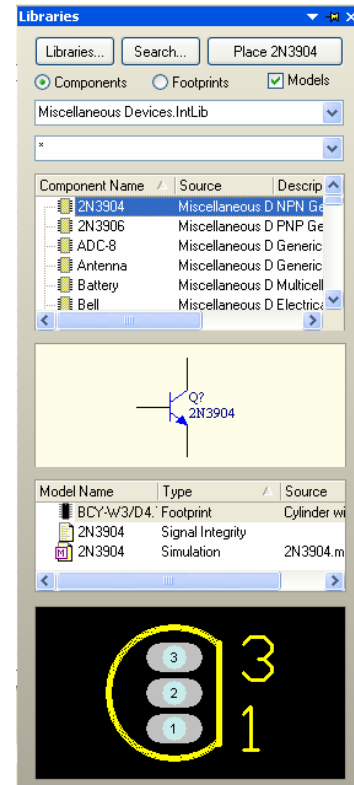 Libraries
Libraries... Search... Place 2N3904
Components Footprints Models
Miscellaneous Devices.IntLib
*
Component Name Source Descrip
2N3904 Miscellaneous D NPN Ge
2N3906 Miscellaneous D PNP Ge
ADC-8 Miscellaneous D Generic
Antenna Miscellaneous D Generic
Battery Miscellaneous D Multicell
Bell Miscellaneous D Electrica
Q?
2N3904
Model Name Type Source
BCY-W3/D4. Footprint Cylinder wi
2N3904 Signal Integrity
2N3904 Simulation 2N3904.m
3 3
2
1 1